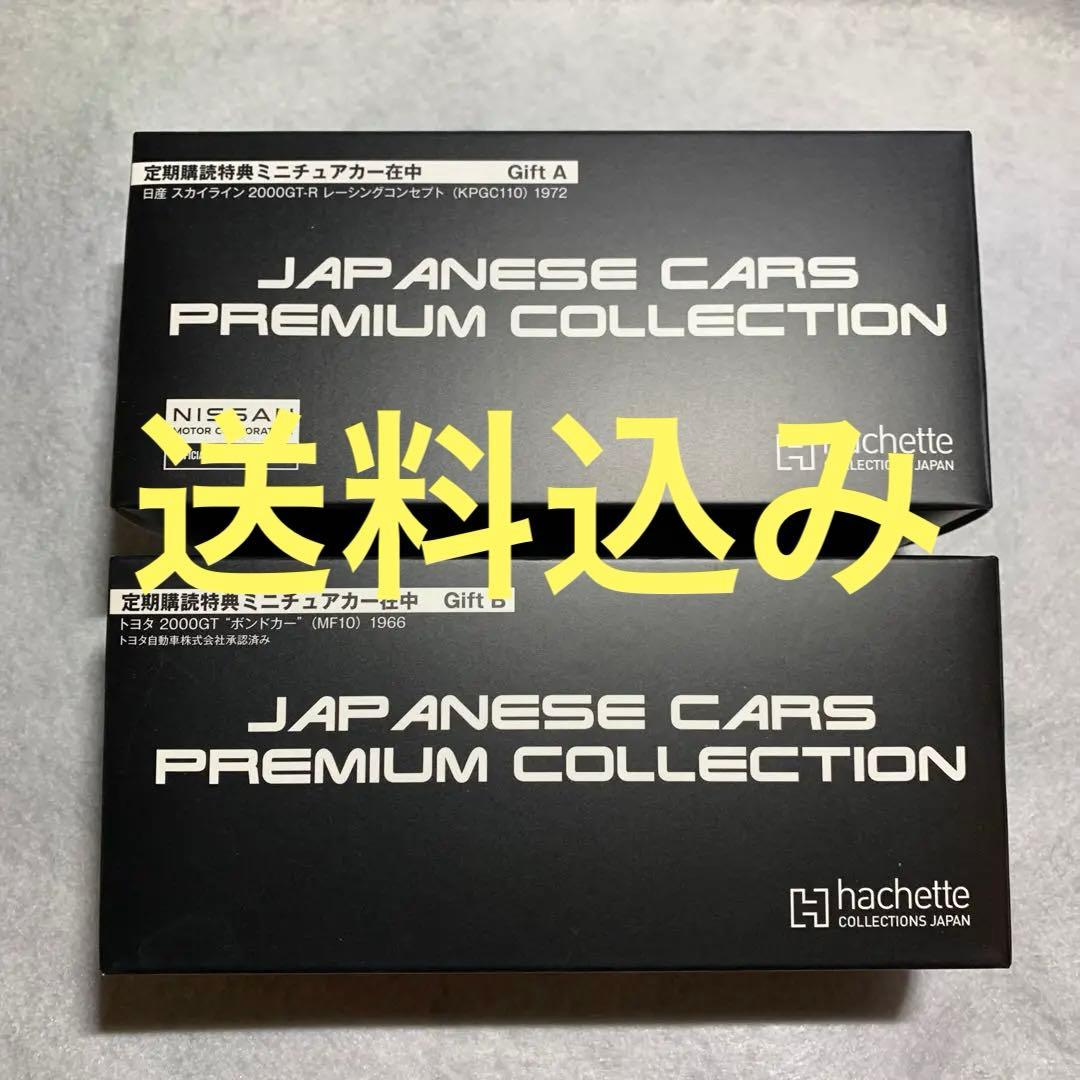 定期購読特典ミニチュアカー在中 Gift A
日産 スカイライン 2000GT-R レーシングコンセプト（KPGC110）1972
JAPANESE CARS
PREMIUM COLLECTION
NISSAN
MOTOR CORPORATION
hachette
COLLECTIONS JAPAN
送料込み
定期購読特典ミニチュアカー在中 Gift B
トヨタ 2000GT “ボンドカー”（MF10）1966
トヨタ自動車株式会社承認済み
JAPANESE CARS
PREMIUM COLLECTION
hachette
COLLECTIONS JAPAN